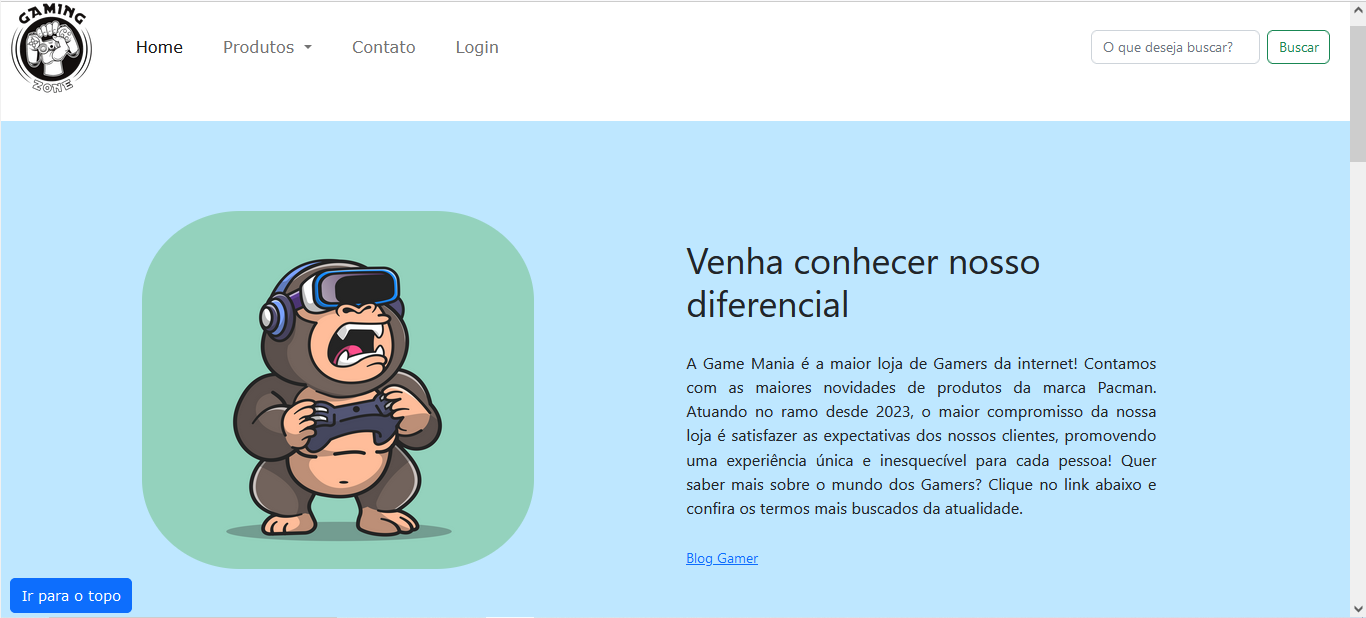 GAMING
ZONE
Home Produtos Contato Login
O que deseja buscar? Buscar
Venha conhecer nosso
diferencial
A Game Mania é a maior loja de Gamers da internet! Contamos
com as maiores novidades de produtos da marca Pacman.
Atuando no ramo desde 2023, o maior compromisso da nossa
loja é satisfazer as expectativas dos nossos clientes, promovendo
uma experiência única e inesquecível para cada pessoa! Quer
saber mais sobre o mundo dos Gamers? Clique no link abaixo e
confira os termos mais buscados da atualidade.
Blog Gamer
Ir para o topo